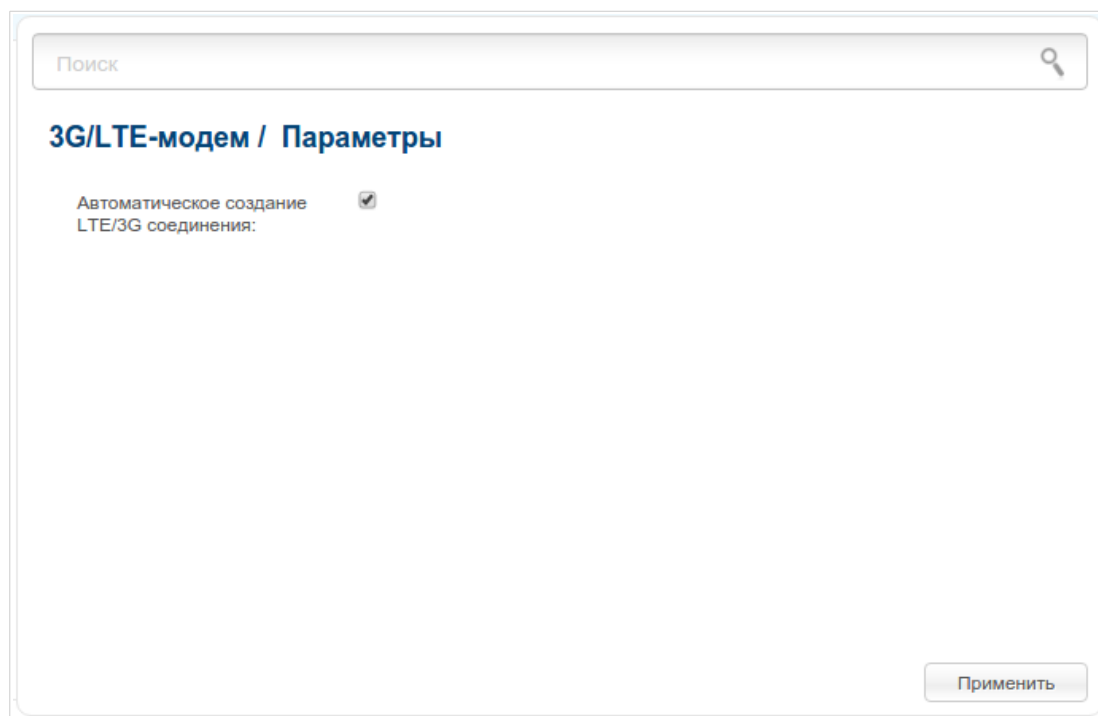 Поиск
3G/LTE-модем / Параметры
Автоматическое создание
LTE/3G соединения:
Применить